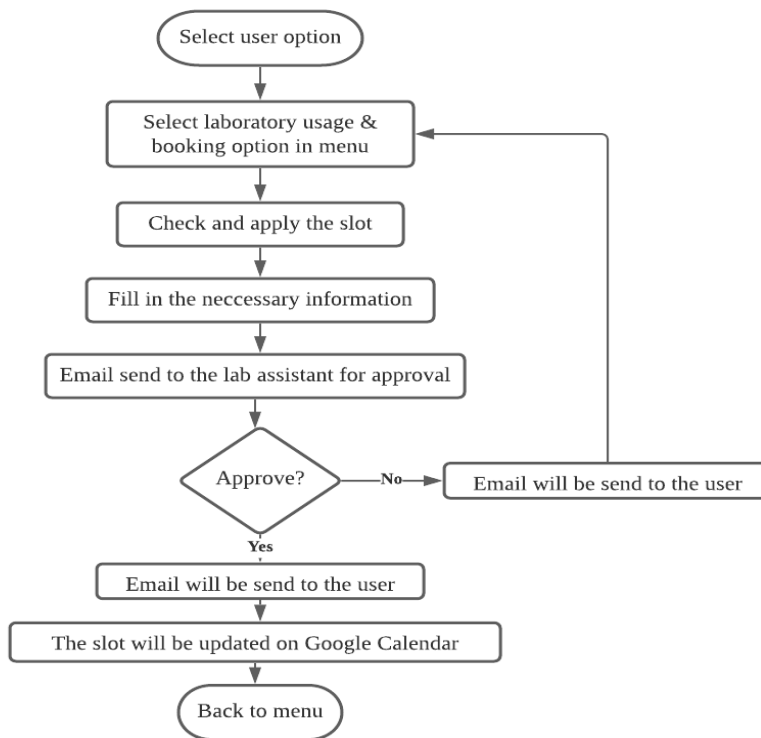 Select user option
Select laboratory usage &
booking option in menu
Check and apply the slot
Fill in the neccessary information
Email send to the lab assistant for approval
Approve?
No
Email will be send to the user
Yes
Email will be send to the user
The slot will be updated on Google Calendar
Back to menu